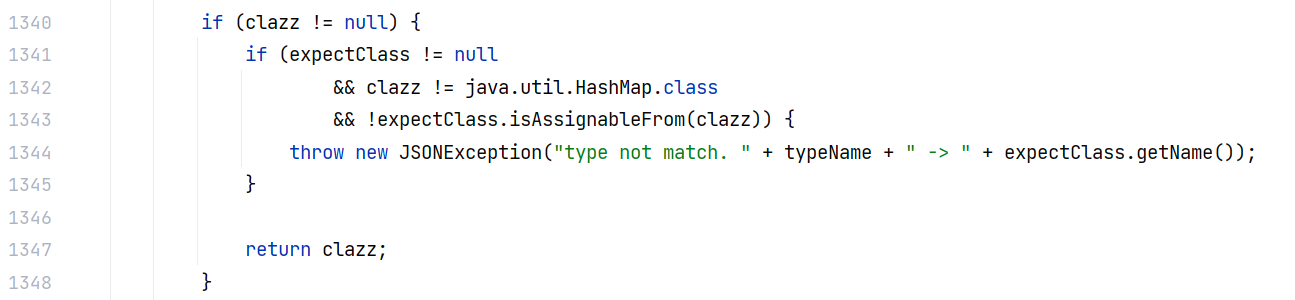 1340 if (clazz != null) {
1341 if (expectClass != null
1342 && clazz != java.util.HashMap.class
1343 && !expectClass.isAssignableFrom(clazz)) {
1344 throw new JSONException("type not match. " + typeName + " -> " + expectClass.getName());
1345 }
1346
1347 return clazz;
1348 }